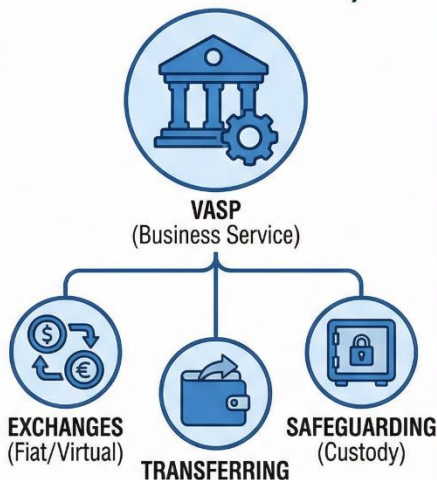 VASP
(Business Service)
$
€
EXCHANGES
(Fiat/Virtual)
TRANSFERRING
SAFEGUARDING
(Custody)